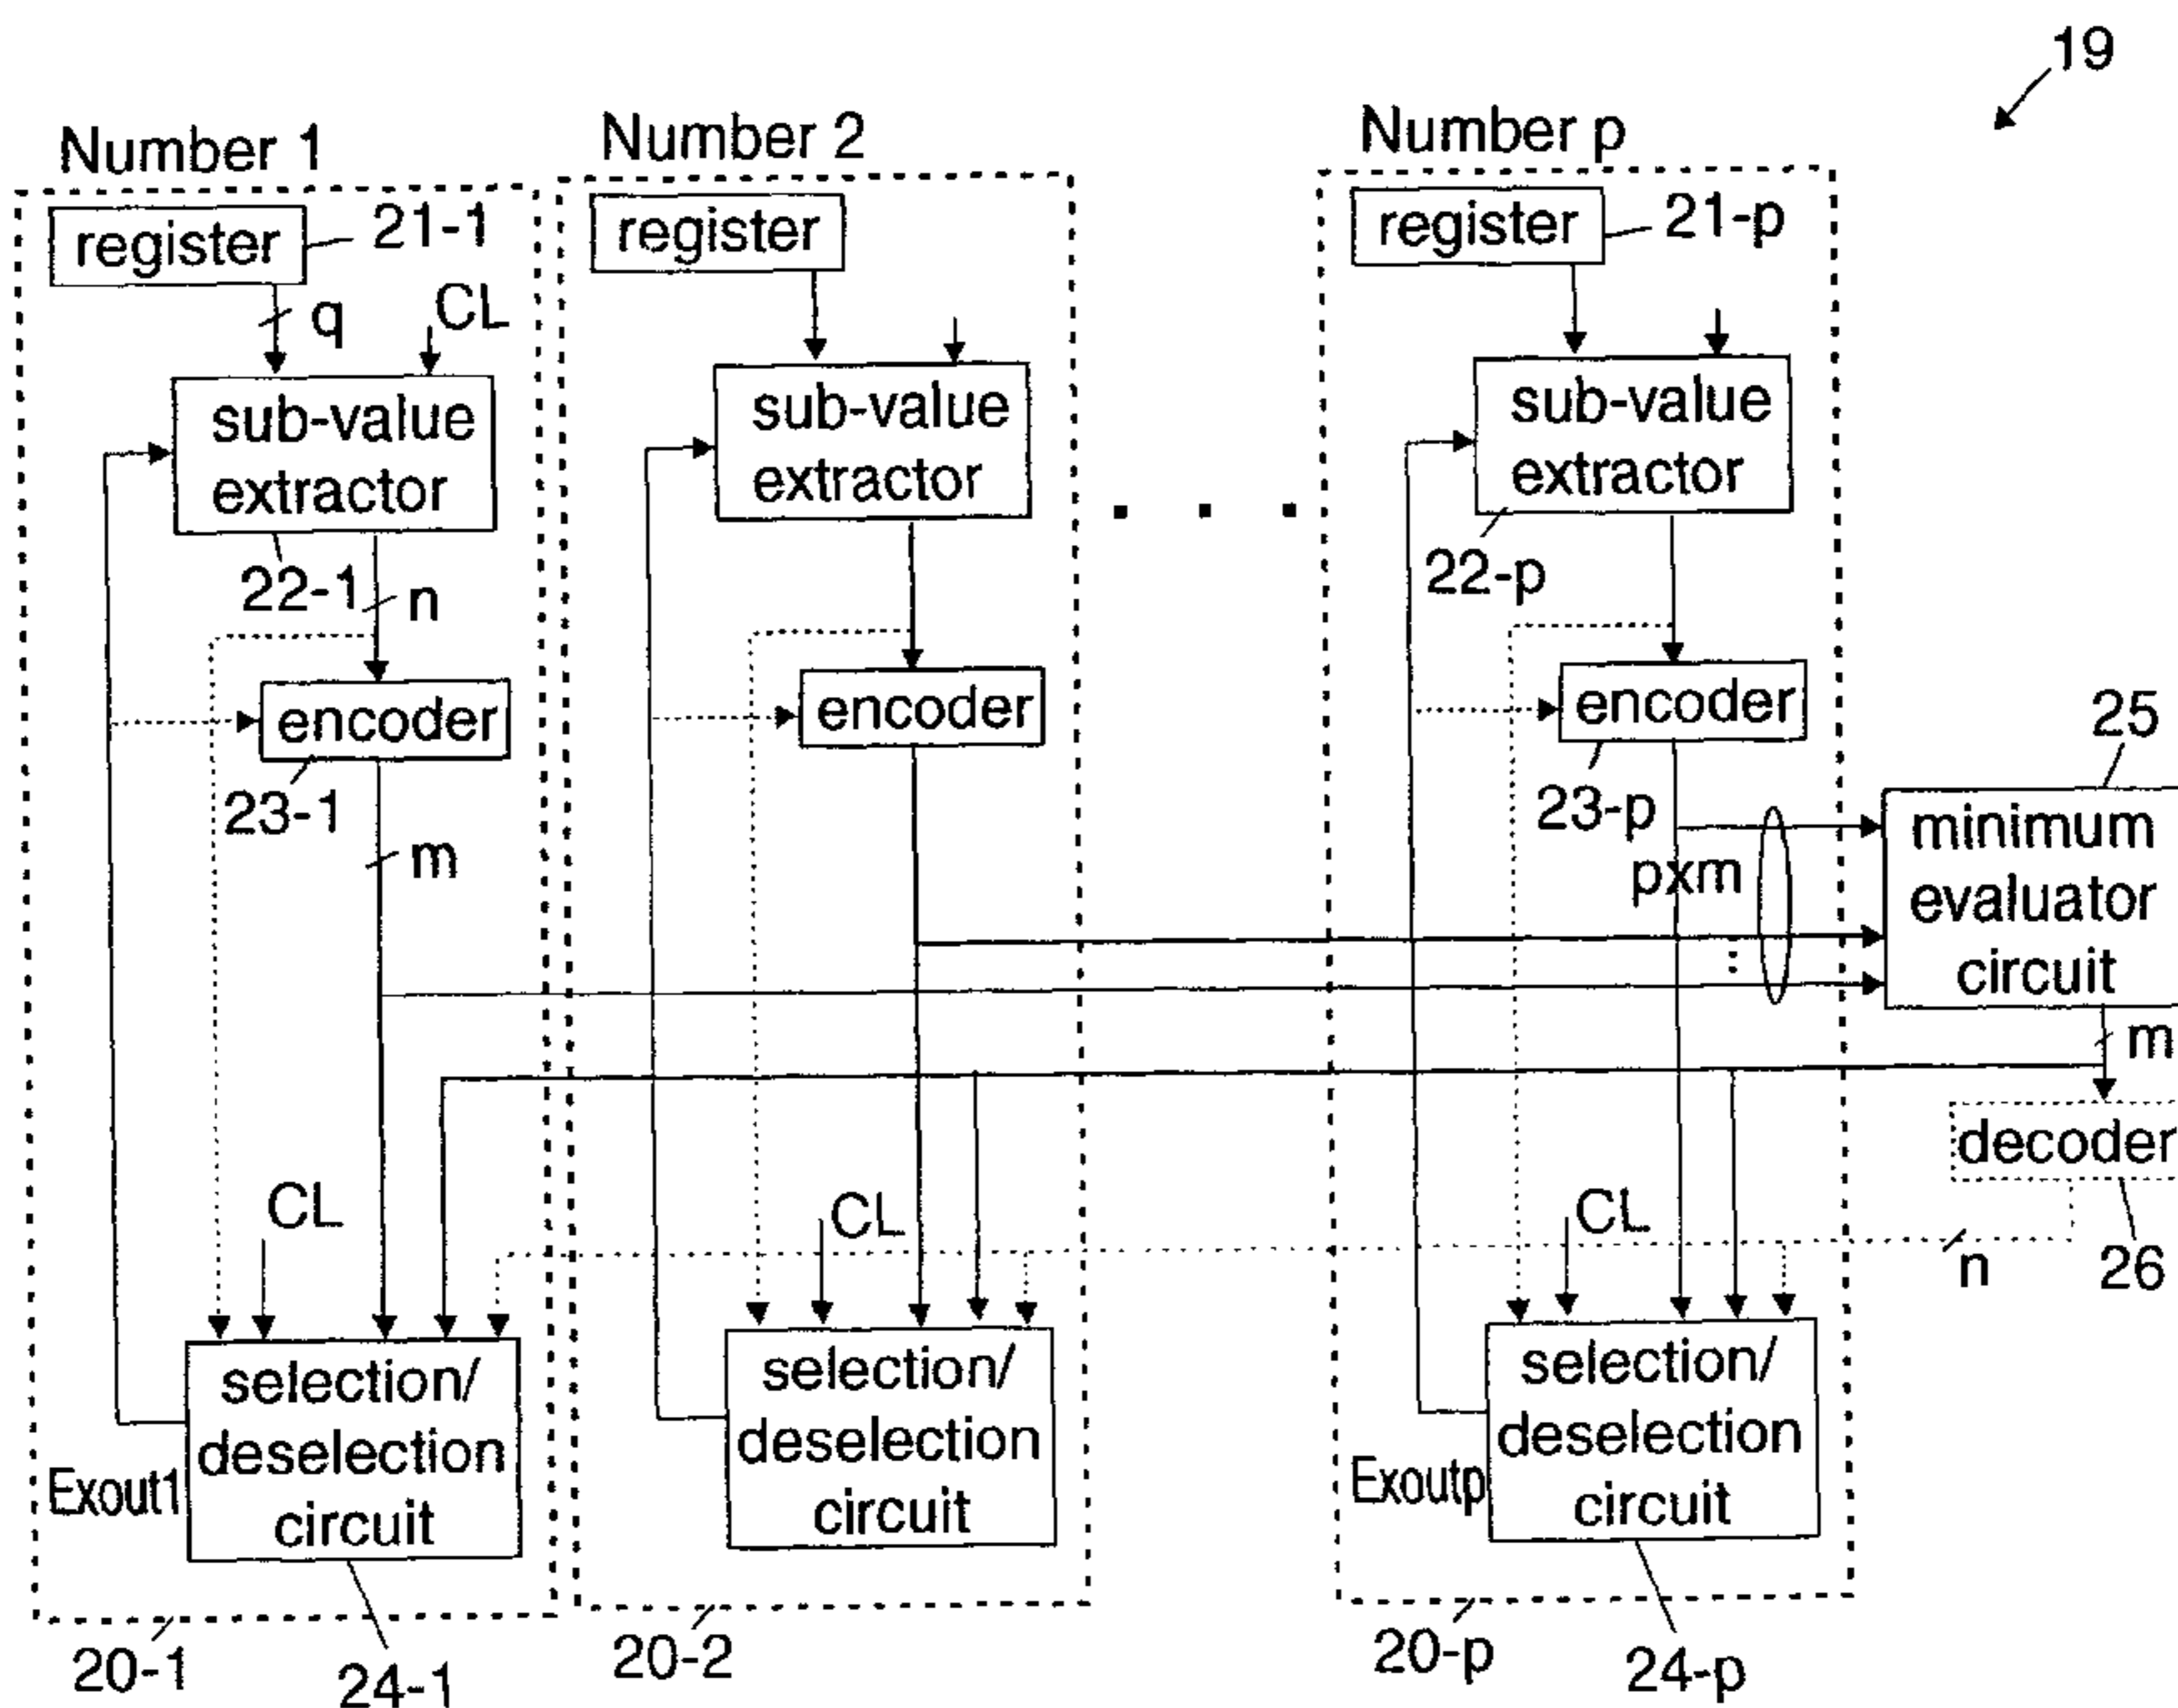 19
Number 1
Number 2
Number p
register
21-1
register
register
21-p
q
CL
sub-value
extractor
sub-value
extractor
sub-value
extractor
22-1
n
22-p
encoder
encoder
encoder
23-1
23-p
25
m
pxm
minimum
evaluator
circuit
m
decoder
CL
CL
CL
n
26
selection/
deselection
circuit
Exout1
selection/
deselection
circuit
selection/
deselection
circuit
Exoutp
20-1
24-1
20-2
20-p
24-p